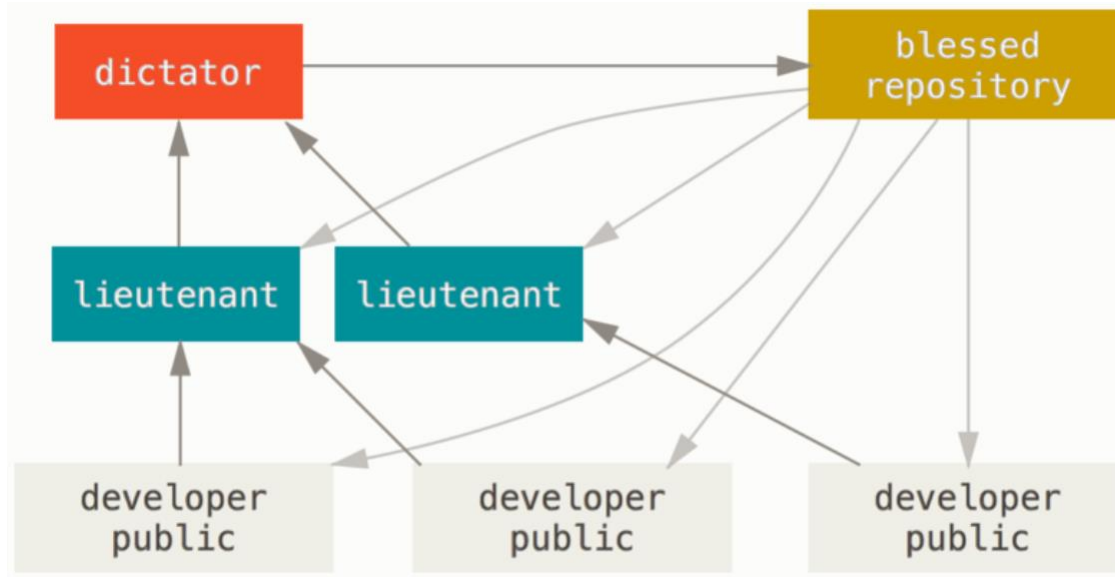 dictator
blessed
repository
lieutenant
lieutenant
developer
public
developer
public
developer
public